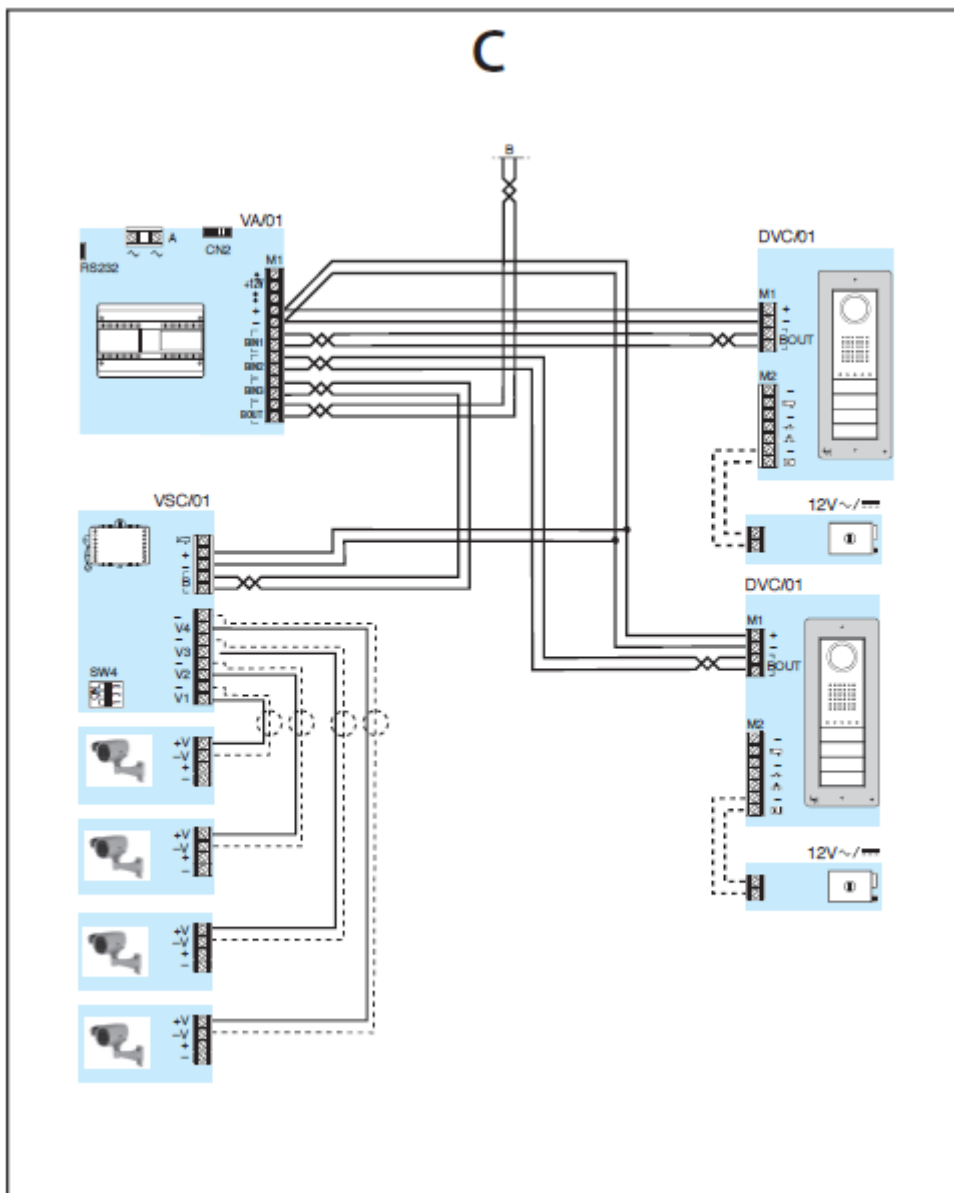 C
B
VA/01
A
CN2
RS232
M1
+12V
+
–
BIN1
BIN2
BIN3
BOUT
DVC/01
M1
+
–
BOUT
M2
–
–
–
12V ~/
VSC/01
+
–
B
–
V4
–
V3
–
V2
–
V1
SW4
ON
DVC/01
M1
+
–
BOUT
M2
–
–
–
12V ~/
+V
–V
+
–
+V
–V
+
–
+V
–V
+
–
+V
–V
+
–